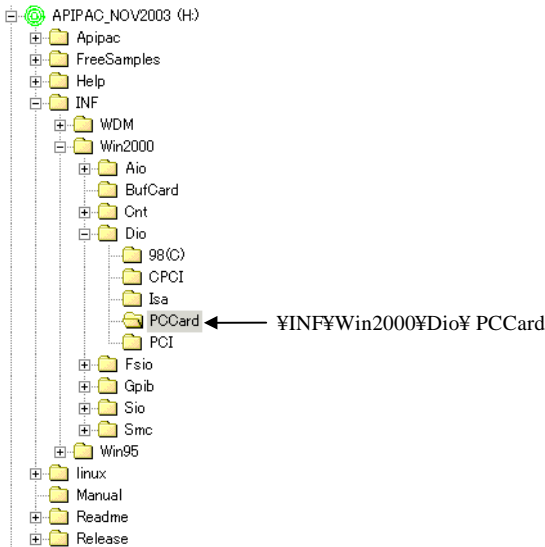 APIPAC_NOV2003 (H:)
Apipac
FreeSamples
Help
INF
WDM
Win2000
Aio
BufCard
Cnt
Dio
98(C)
CPCI
Isa
PCCard ¥INF¥Win2000¥Dio¥ PCCard
PCI
Fsio
Gpib
Sio
Smc
Win95
linux
Manual
Readme
Release